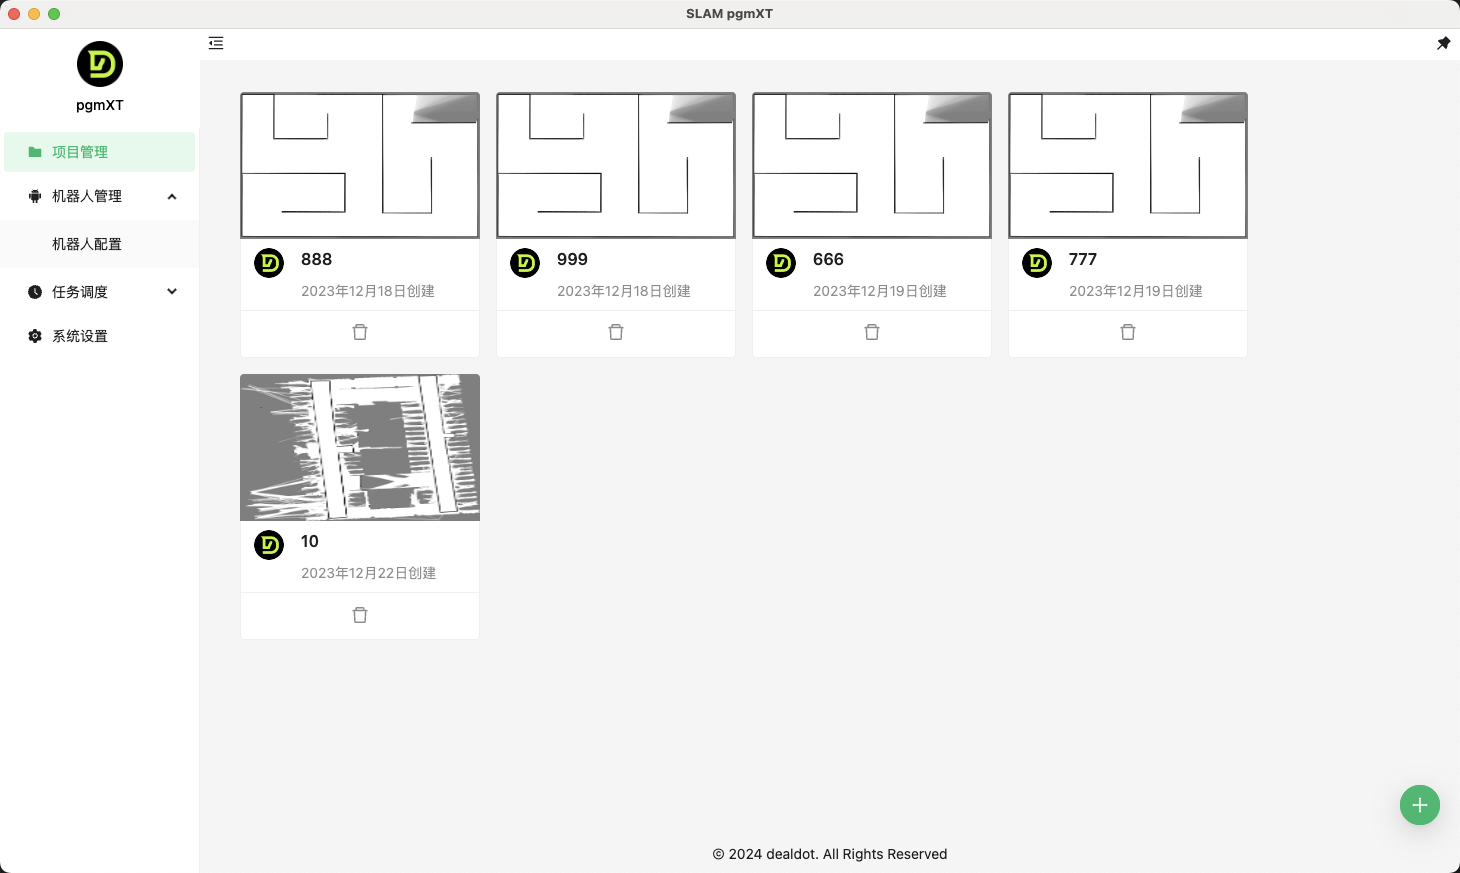 SLAM pgmXT
pgmXT
项目管理
机器人管理
机器人配置
任务调度
系统设置
888
2023年12月18日创建
999
2023年12月18日创建
666
2023年12月19日创建
777
2023年12月19日创建
10
2023年12月22日创建
© 2024 dealdot. All Rights Reserved